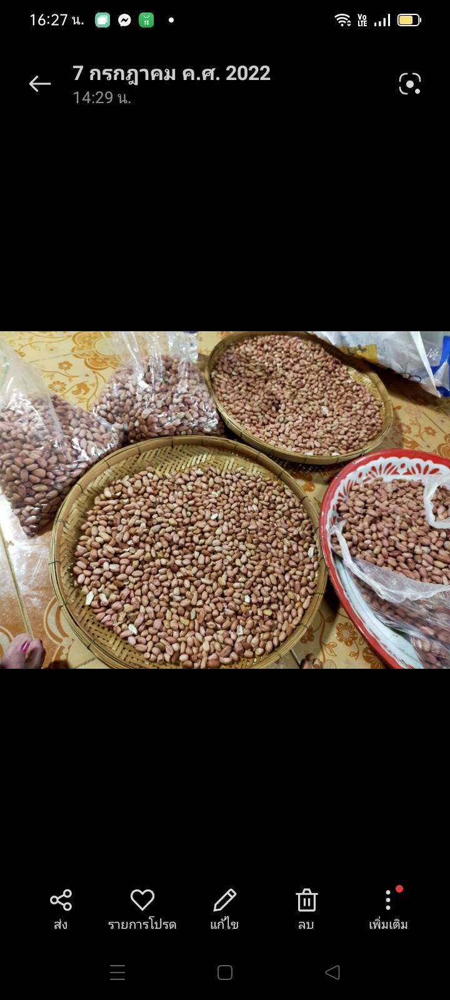 16:27 น.
Vo LTE
7 กรกฎาคม ค.ศ. 2022
14:29 น.
ส่ง
รายการโปรด
แก้ไข
ลบ
เพิ่มเติม